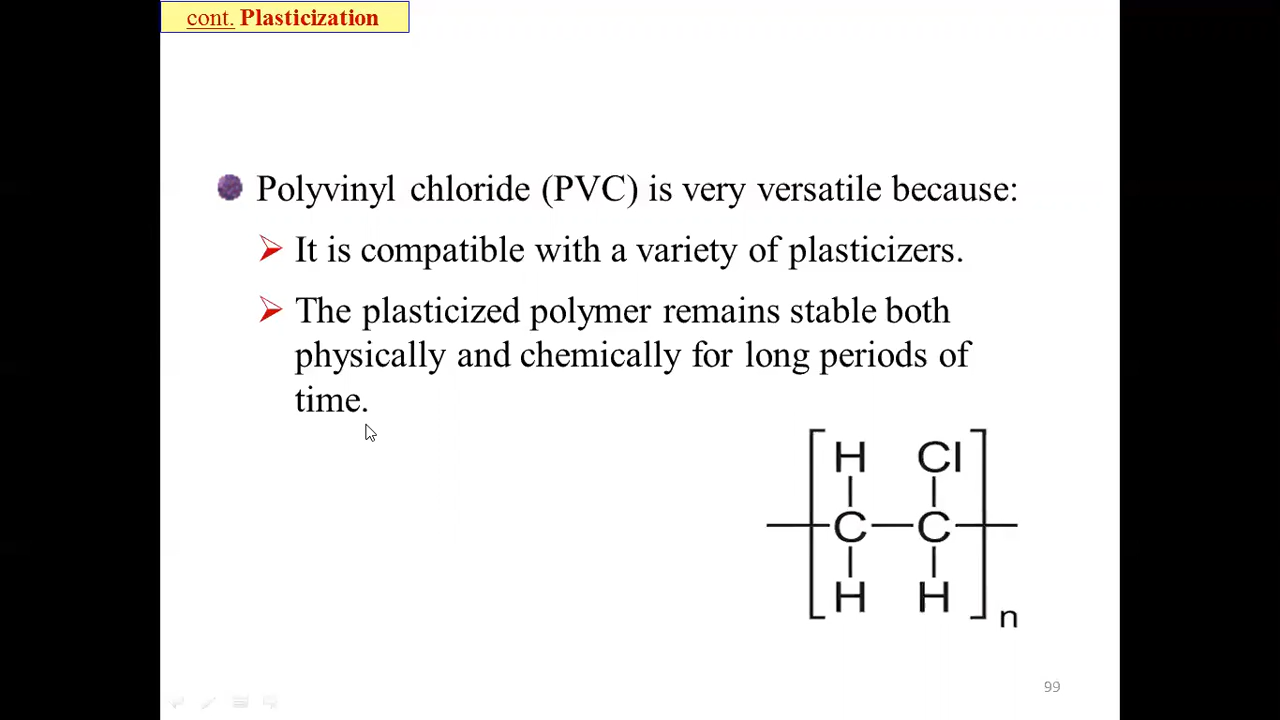 cont. Plasticization
Polyvinyl chloride (PVC) is very versatile because:
It is compatible with a variety of plasticizers.
The plasticized polymer remains stable both
physically and chemically for long periods of
time.
H Cl
C C
H H
n
99